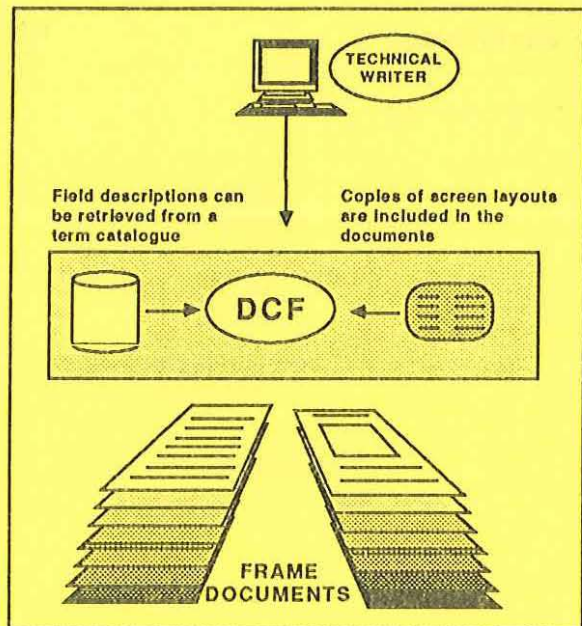 TECHNICAL
WRITER
Field descriptions can
be retrieved from a
term catalogue
Copies of screen layouts
are included in the
documents
DCF
FRAME
DOCUMENTS